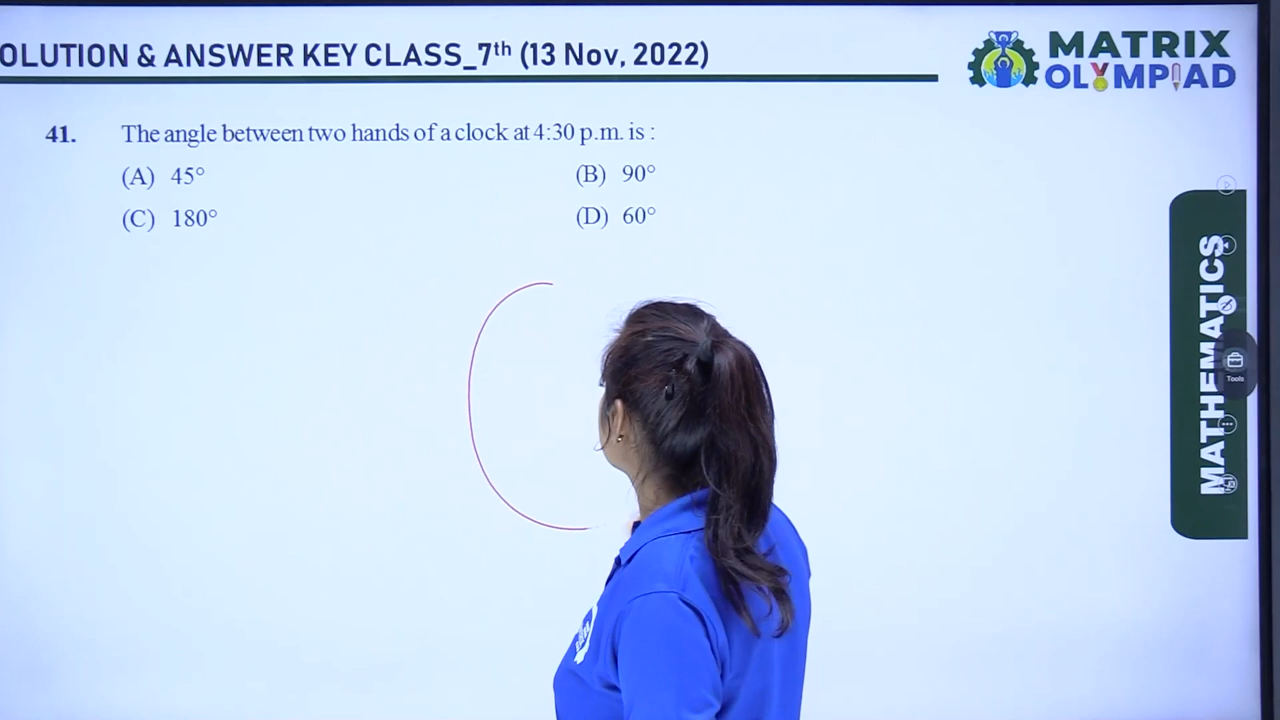 OLUTION & ANSWER KEY CLASS_7th (13 Nov, 2022)
MATRIX
OLYMPIAD
41. The angle between two hands of a clock at 4:30 p.m. is :
(A) 45° (B) 90°
(C) 180° (D) 60°
MATHEMATICS
Tools